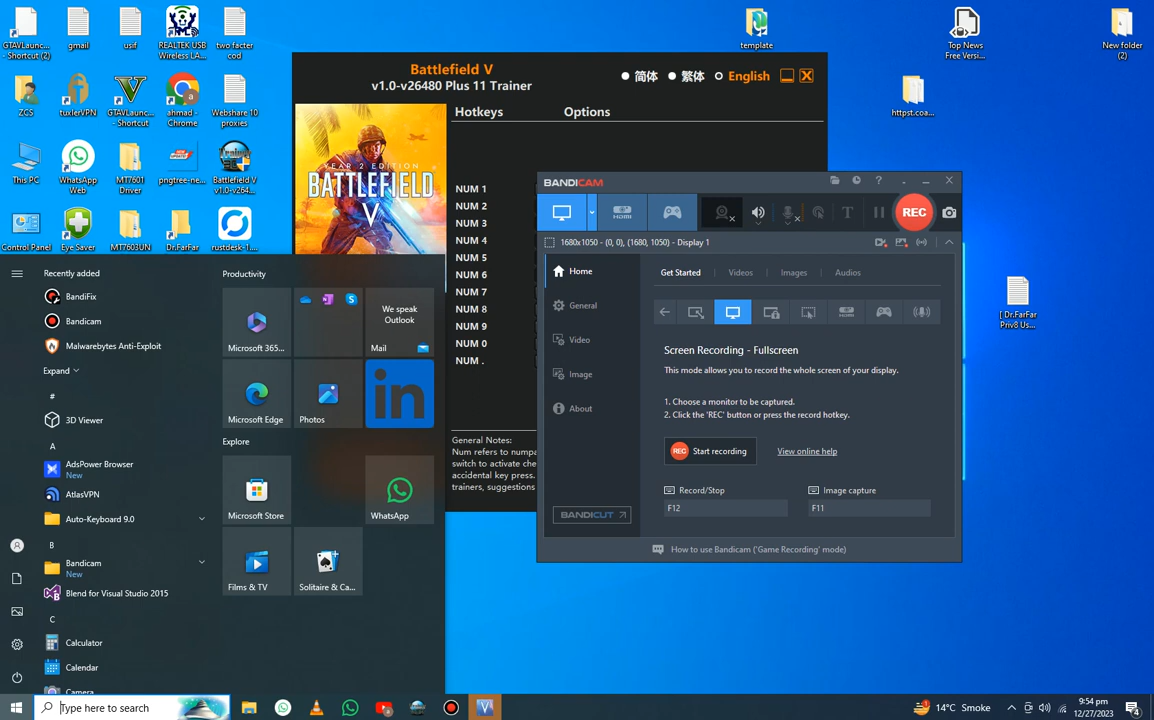 GTAVLaunc...
- Shortcut (2)
gmail
usif
REALTEK USB
Wireless LA...
two facter
cod
template
Top News
Free Versi...
New folder
(2)
ZCS
tuxlerVPN
GTAVLaunc...
- Shortcut
ahmad -
Chrome
Webshare 10
proxies
httpst.coa...
This PC
WhatsApp
Web
MT7601
Driver
pngtree-ne...
Battlefield V
v1.0-v264...
Control Panel
Eye Saver
MT7603UN
Dr.FarFar
rustdesk-1....
[ Dr.FarFar
Priv8 Us...
Battlefield V
v1.0-v26480 Plus 11 Trainer
简体
繁体
English
Hotkeys
Options
YEAR 2 EDITION
BATTLEFIELD
V
NUM 1
NUM 2
NUM 3
NUM 4
NUM 5
NUM 6
NUM 7
NUM 8
NUM 9
NUM 0
NUM .
General Notes:
Num refers to numpa
switch to activate che
accidental key press.
trainers, suggestions
BANDICAM
HDMI
REC
1680x1050 - (0, 0), (1680, 1050) - Display 1
Home
General
Video
Image
About
BANDICUT
Get Started
Videos
Images
Audios
Screen Recording - Fullscreen
This mode allows you to record the whole screen of your display.
1. Choose a monitor to be captured.
2. Click the 'REC' button or press the record hotkey.
REC
Start recording
View online help
Record/Stop
F12
Image capture
F11
How to use Bandicam ('Game Recording' mode)
Recently added
BandiFix
Bandicam
Malwarebytes Anti-Exploit
Expand
#
3D Viewer
A
AdsPower Browser
New
AtlasVPN
Auto-Keyboard 9.0
B
Bandicam
New
Blend for Visual Studio 2015
C
Calculator
Calendar
Camera
Productivity
Microsoft 365...
We speak
Outlook
Mail
Microsoft Edge
Photos
in
Explore
Microsoft Store
WhatsApp
Films & TV
Solitaire & Ca...
Type here to search
14°C Smoke
9:54 pm
12/27/2023
4